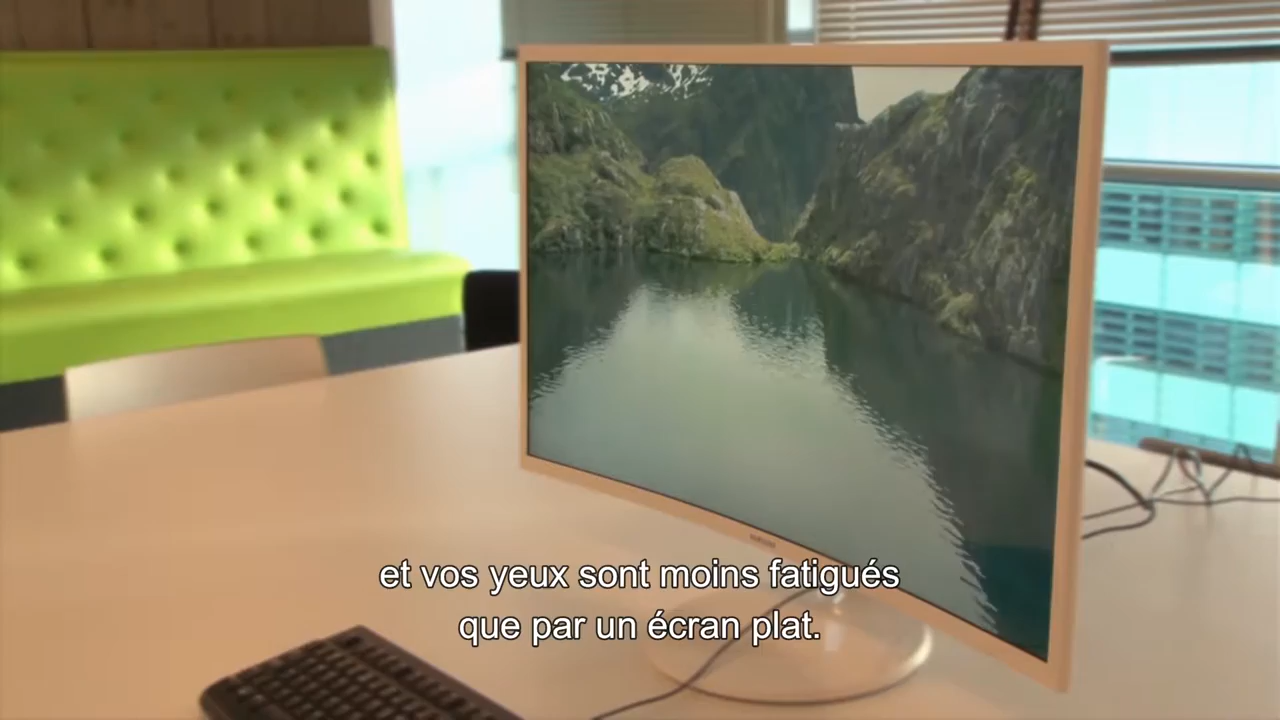 et vos yeux sont moins fatigués
que par un écran plat.